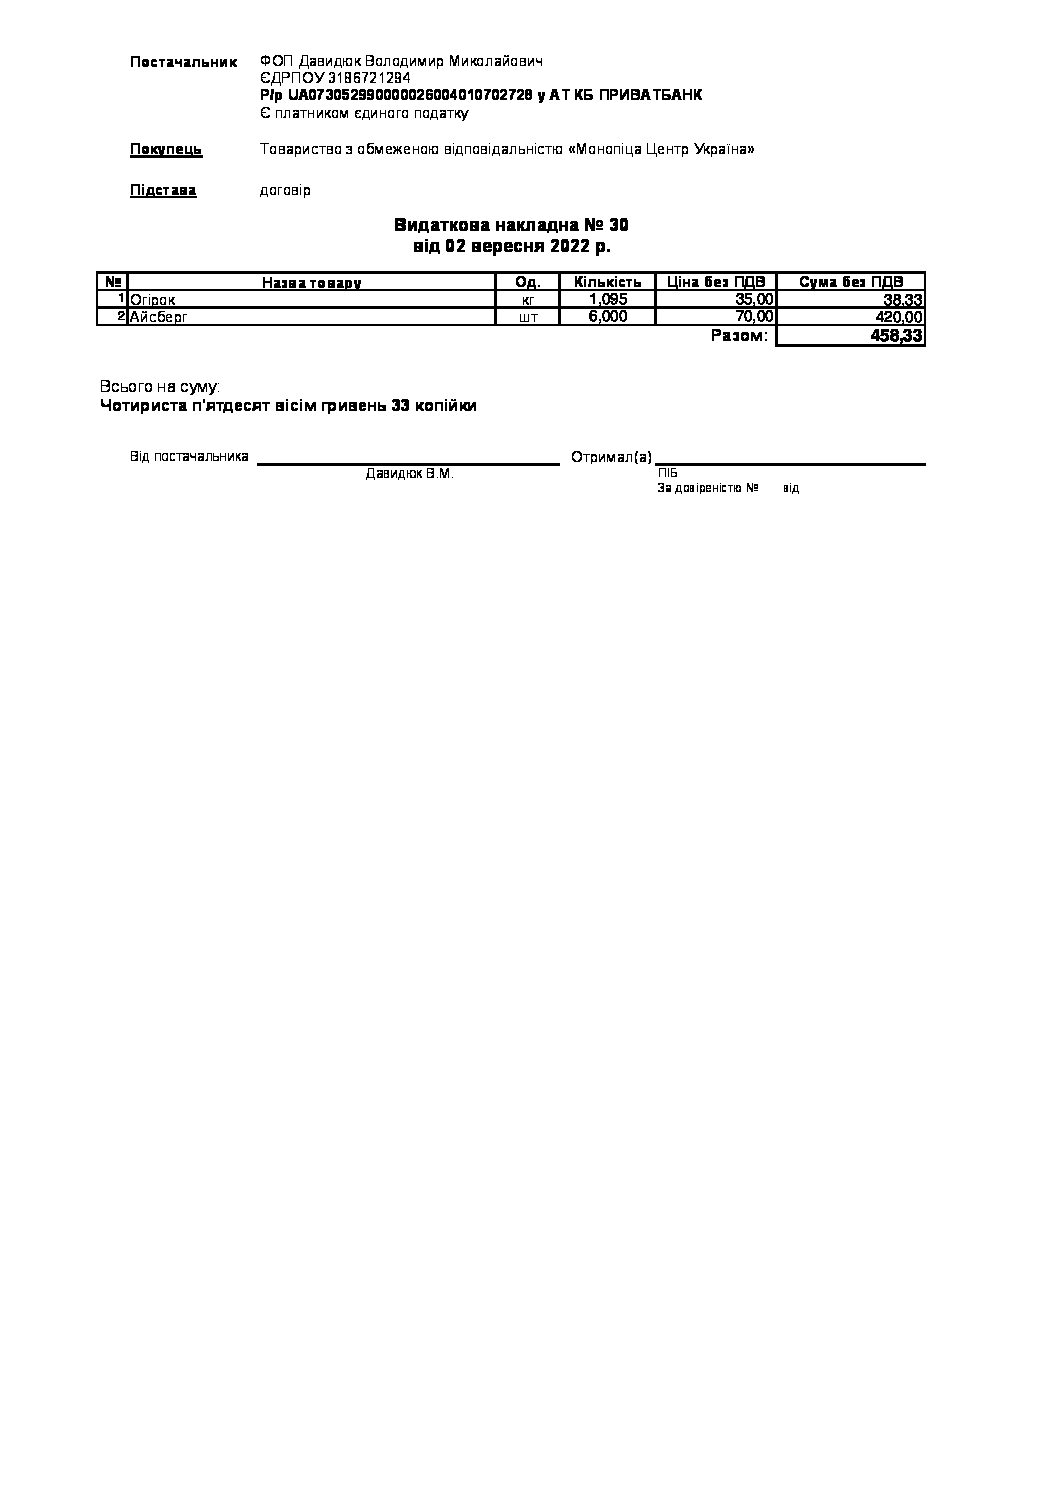 Постачальник ФОП Давидюк Володимир Миколайович
ЄДРПОУ 3186721284
Р/р UA073052990000026004010702728 у АТ КБ ПРИВАТБАНК
Є платником єдиного податку
Покупець Товариство з обмеженою відповідальністю «Монопіца Центр Україна»
Підстава договір
Видаткова накладна № 30
від 02 вересня 2022 р.
№ Назва товару Од. Кількість Ціна без ПДВ Сума без ПДВ
1 Огірок кг 1,095 35,00 38,33
2 Айсберг шт 6,000 70,00 420,00
Разом: 458,33
Всього на суму:
Чотириста п'ятдесят вісім гривень 33 копійки
Від постачальника Отримал(а)
Давидюк В.М. ПІБ
За довіреністю № від